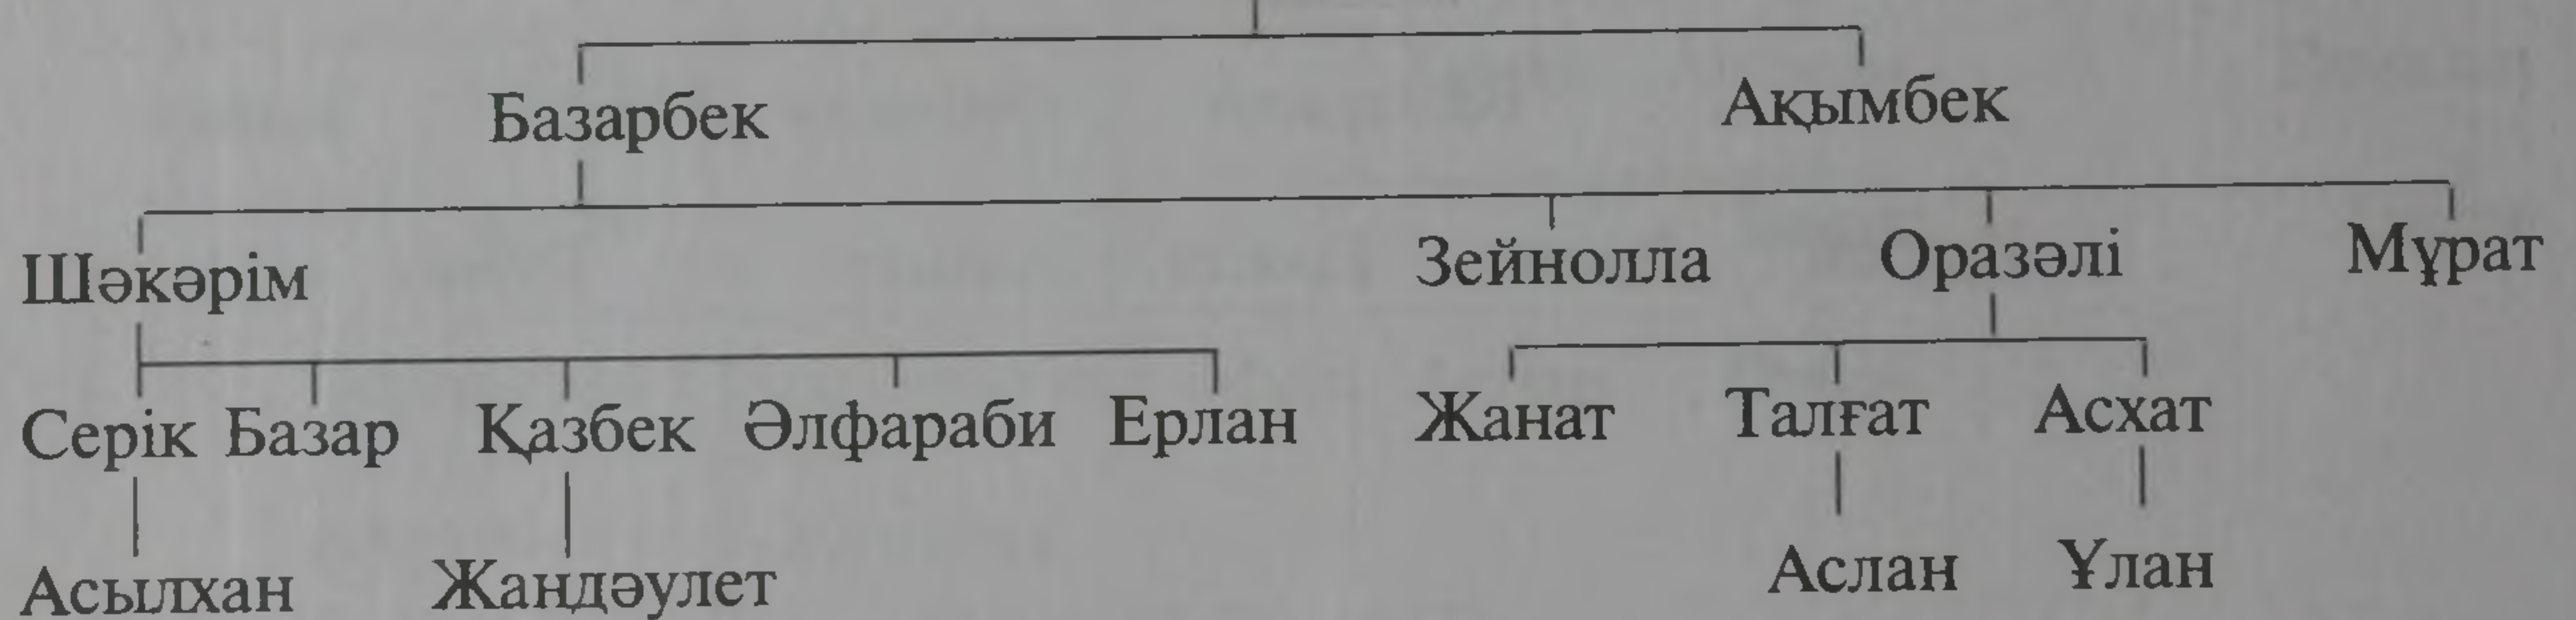 Базарбек Ақымбек
Шәкәрім Зейнолла Оразәлі Мұрат
Серік Базар Қазбек Әлфараби Ерлан Жанат Талғат Асхат
Асылхан Жандәулет Аслан Ұлан